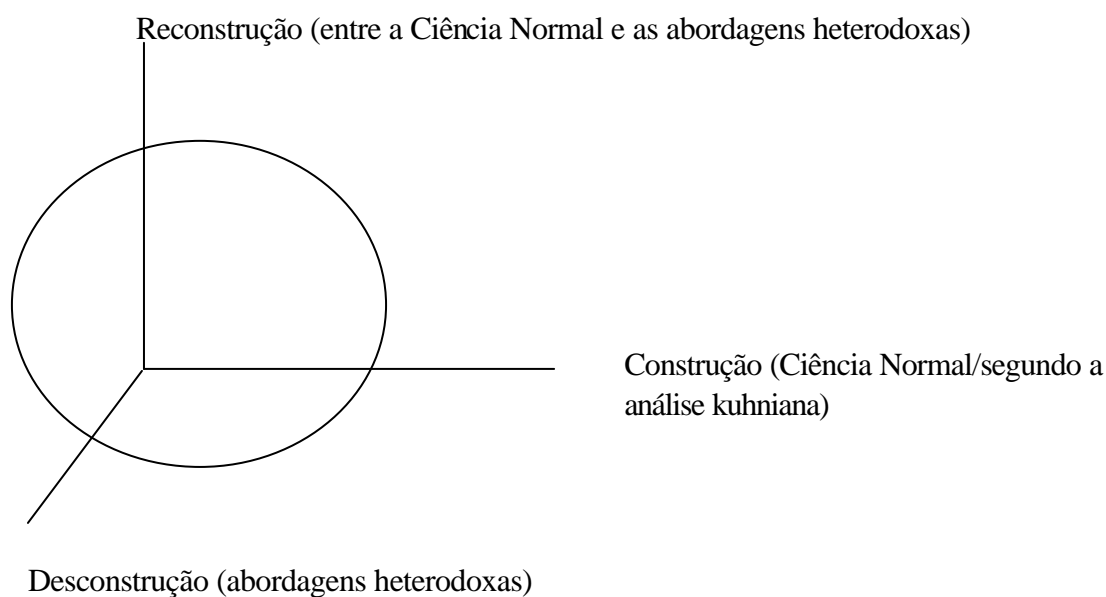 Reconstrução (entre a Ciência Normal e as abordagens heterodoxas)
Construção (Ciência Normal/segundo a
análise kuhniana)
Desconstrução (abordagens heterodoxas)